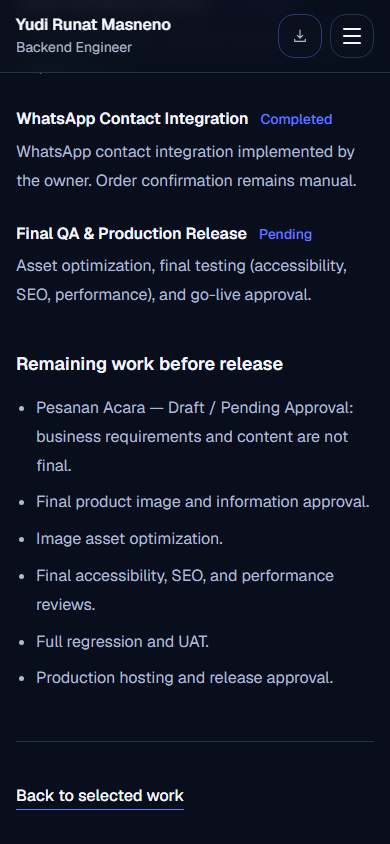 Yudi Runat Masneno
Backend Engineer
WhatsApp Contact Integration Completed
WhatsApp contact integration implemented by
the owner. Order confirmation remains manual.
Final QA & Production Release Pending
Asset optimization, final testing (accessibility,
SEO, performance), and go-live approval.
Remaining work before release
• Pesanan Acara — Draft / Pending Approval:
business requirements and content are not
final.
• Final product image and information approval.
• Image asset optimization.
• Final accessibility, SEO, and performance
reviews.
• Full regression and UAT.
• Production hosting and release approval.
Back to selected work